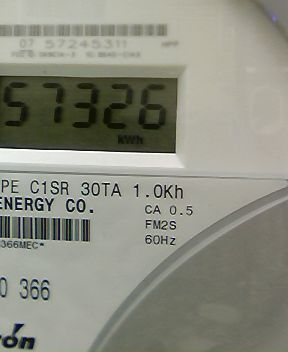 07 57245311
57326
kWh
PE C1SR 30TA 1.0Kh
ENERGY CO.
CA 0.5
FM2S
60Hz
366MEC*
0 366
rón